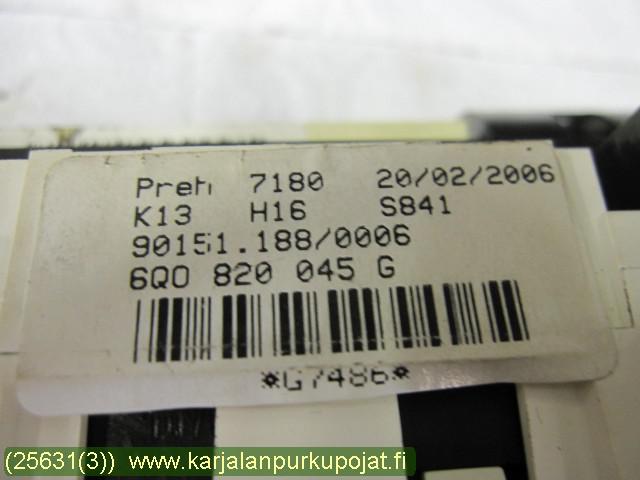 Preh 7180 20/02/2006
K13 H16 S841
90151.188/0006
6Q0 820 045 G
*G7486*
(25631(3)) www.karjalanpurkupojat.fi